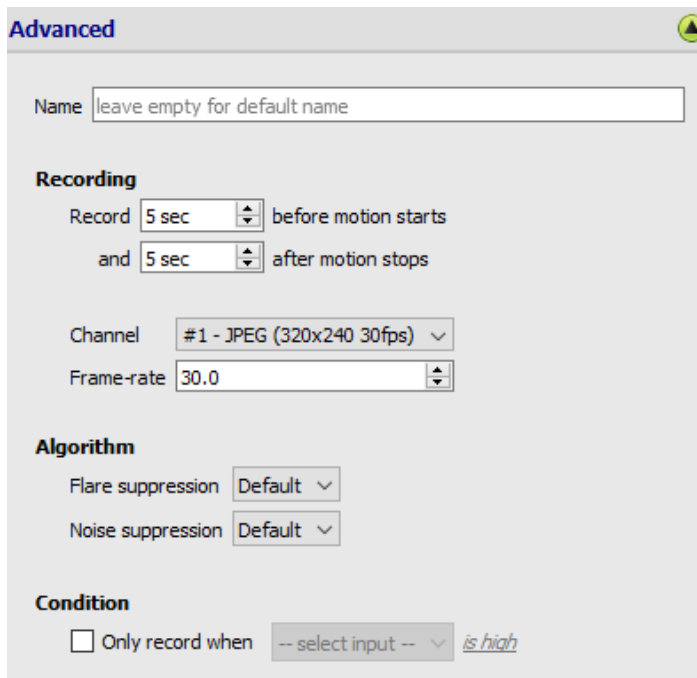 Advanced
Name leave empty for default name
Recording
Record 5 sec before motion starts
and 5 sec after motion stops
Channel #1 - JPEG (320x240 30fps)
Frame-rate 30.0
Algorithm
Flare suppression Default
Noise suppression Default
Condition
Only record when -- select input -- is high